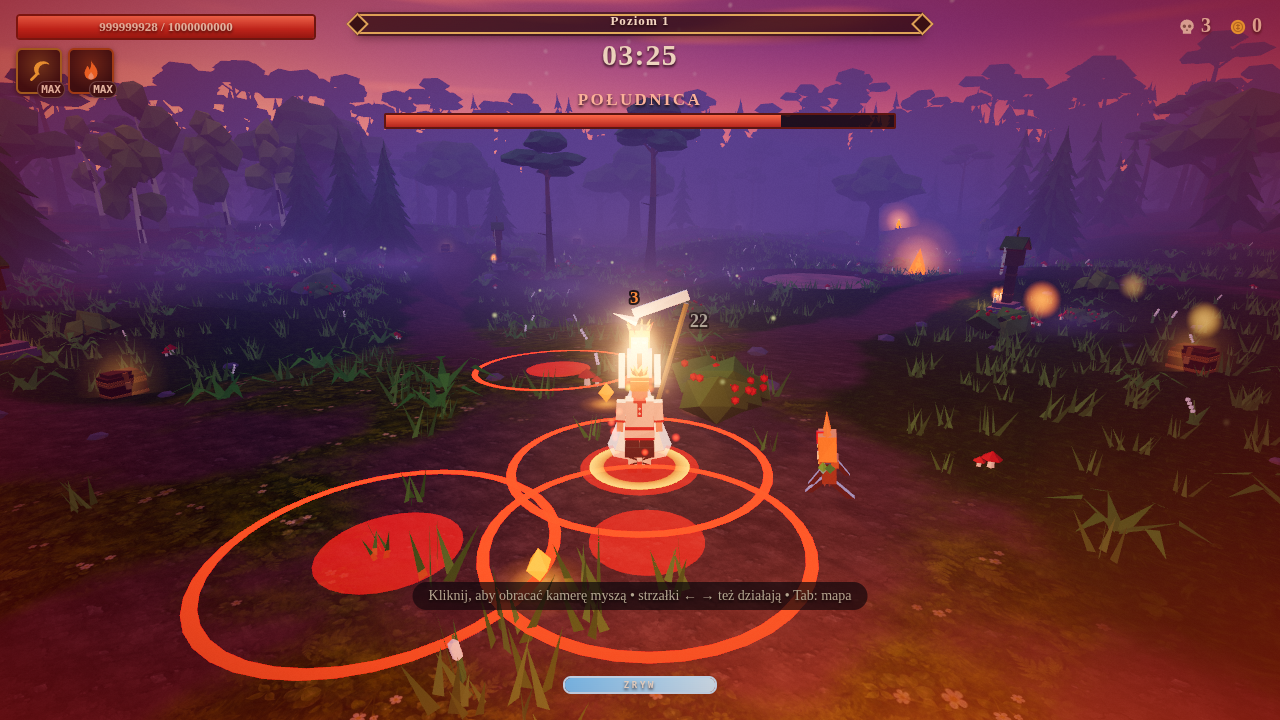 999999928 / 1000000000
Poziom 1
3
0
03:25
MAX
MAX
POŁUDNICA
3
22
Kliknij, aby obracać kamerę myszą • strzałki ← → też działają • Tab: mapa
ZRYW